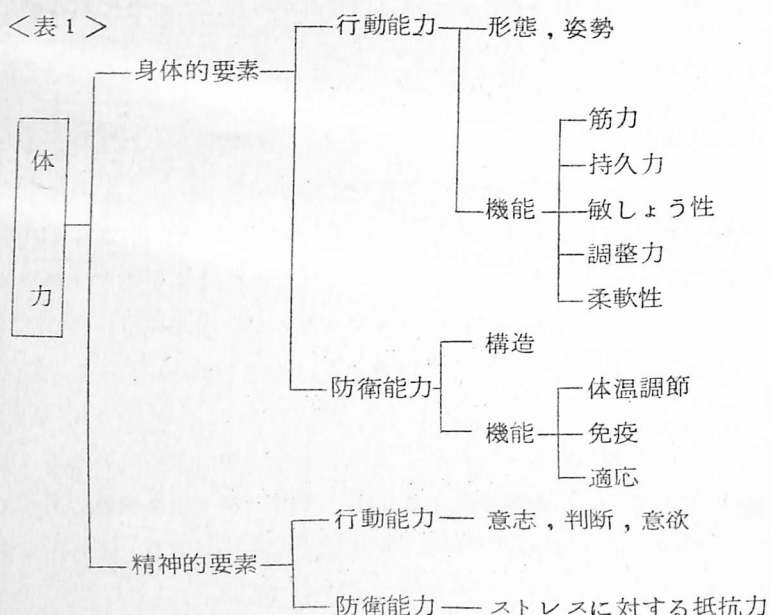 <表1>
行動能力 形態,姿勢
身体的要素
筋力
体 持久力
機能 敏しょう性
調整力
力 柔軟性
構造
防衛能力 体温調節
機能 免疫
適応
行動能力 意志,判断,意欲
精神的要素
防衛能力 ストレスに対する抵抗力